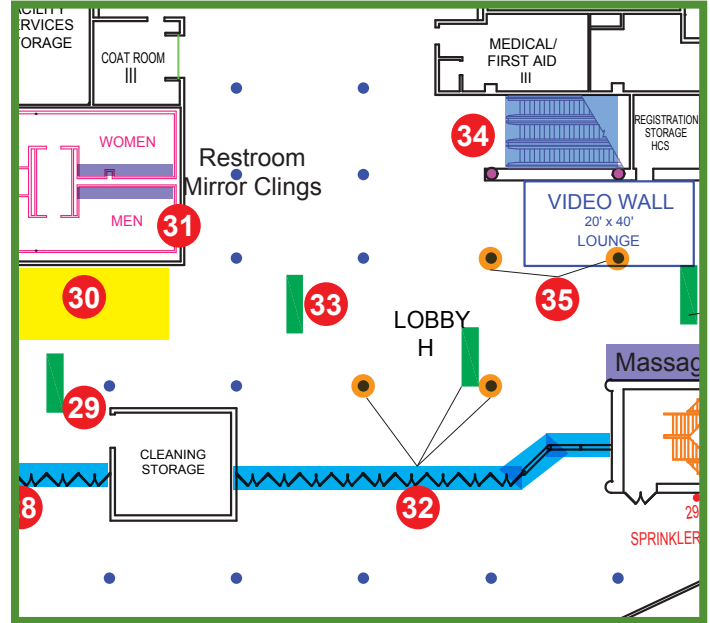 SERVICES
STORAGE
COAT ROOM
III
MEDICAL/
FIRST AID
III
34
REGISTRATION
STORAGE
HCS
WOMEN
Restroom
Mirror Clings
MEN
31
VIDEO WALL
20' x 40'
LOUNGE
30
33
35
LOBBY
H
Massag
29
CLEANING
STORAGE
32
8
29
SPRINKLER